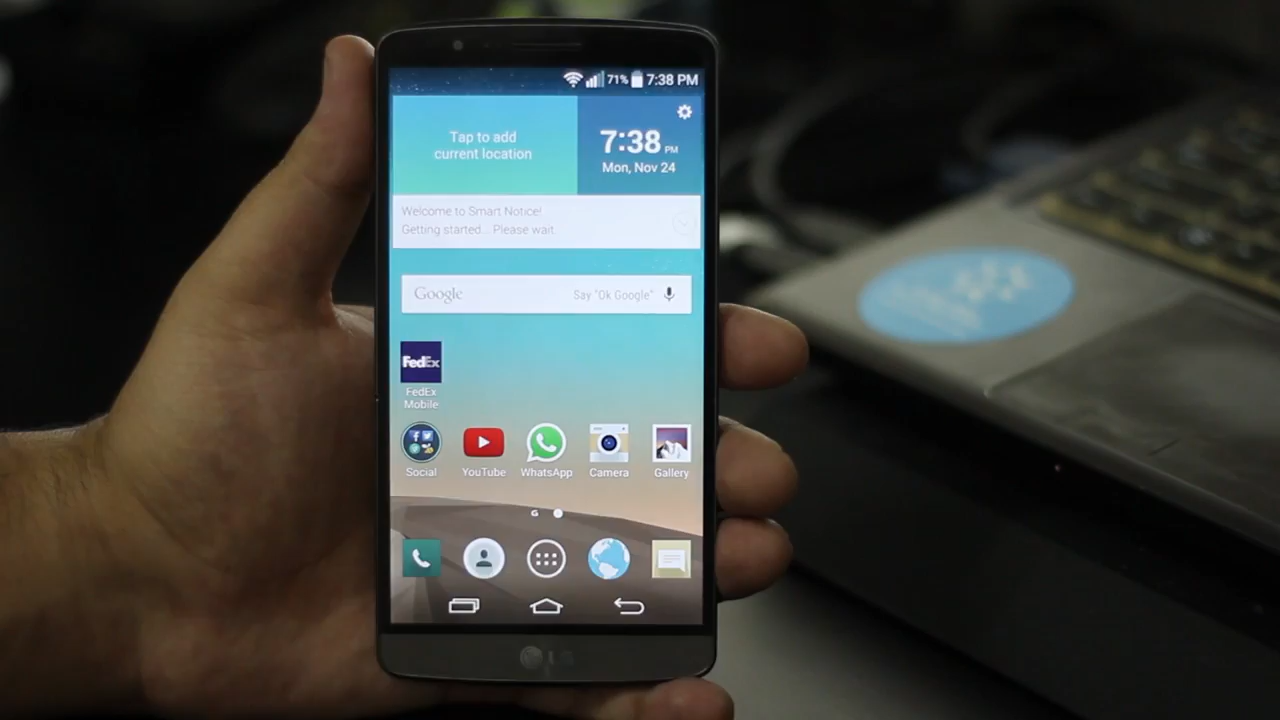 71% 7:38 PM
Tap to add
current location
7:38 PM
Mon, Nov 24
Welcome to Smart Notice!
Getting started... Please wait.
Google Say "Ok Google"
FedEx
FedEx
Mobile
Social YouTube WhatsApp Camera Gallery
LG